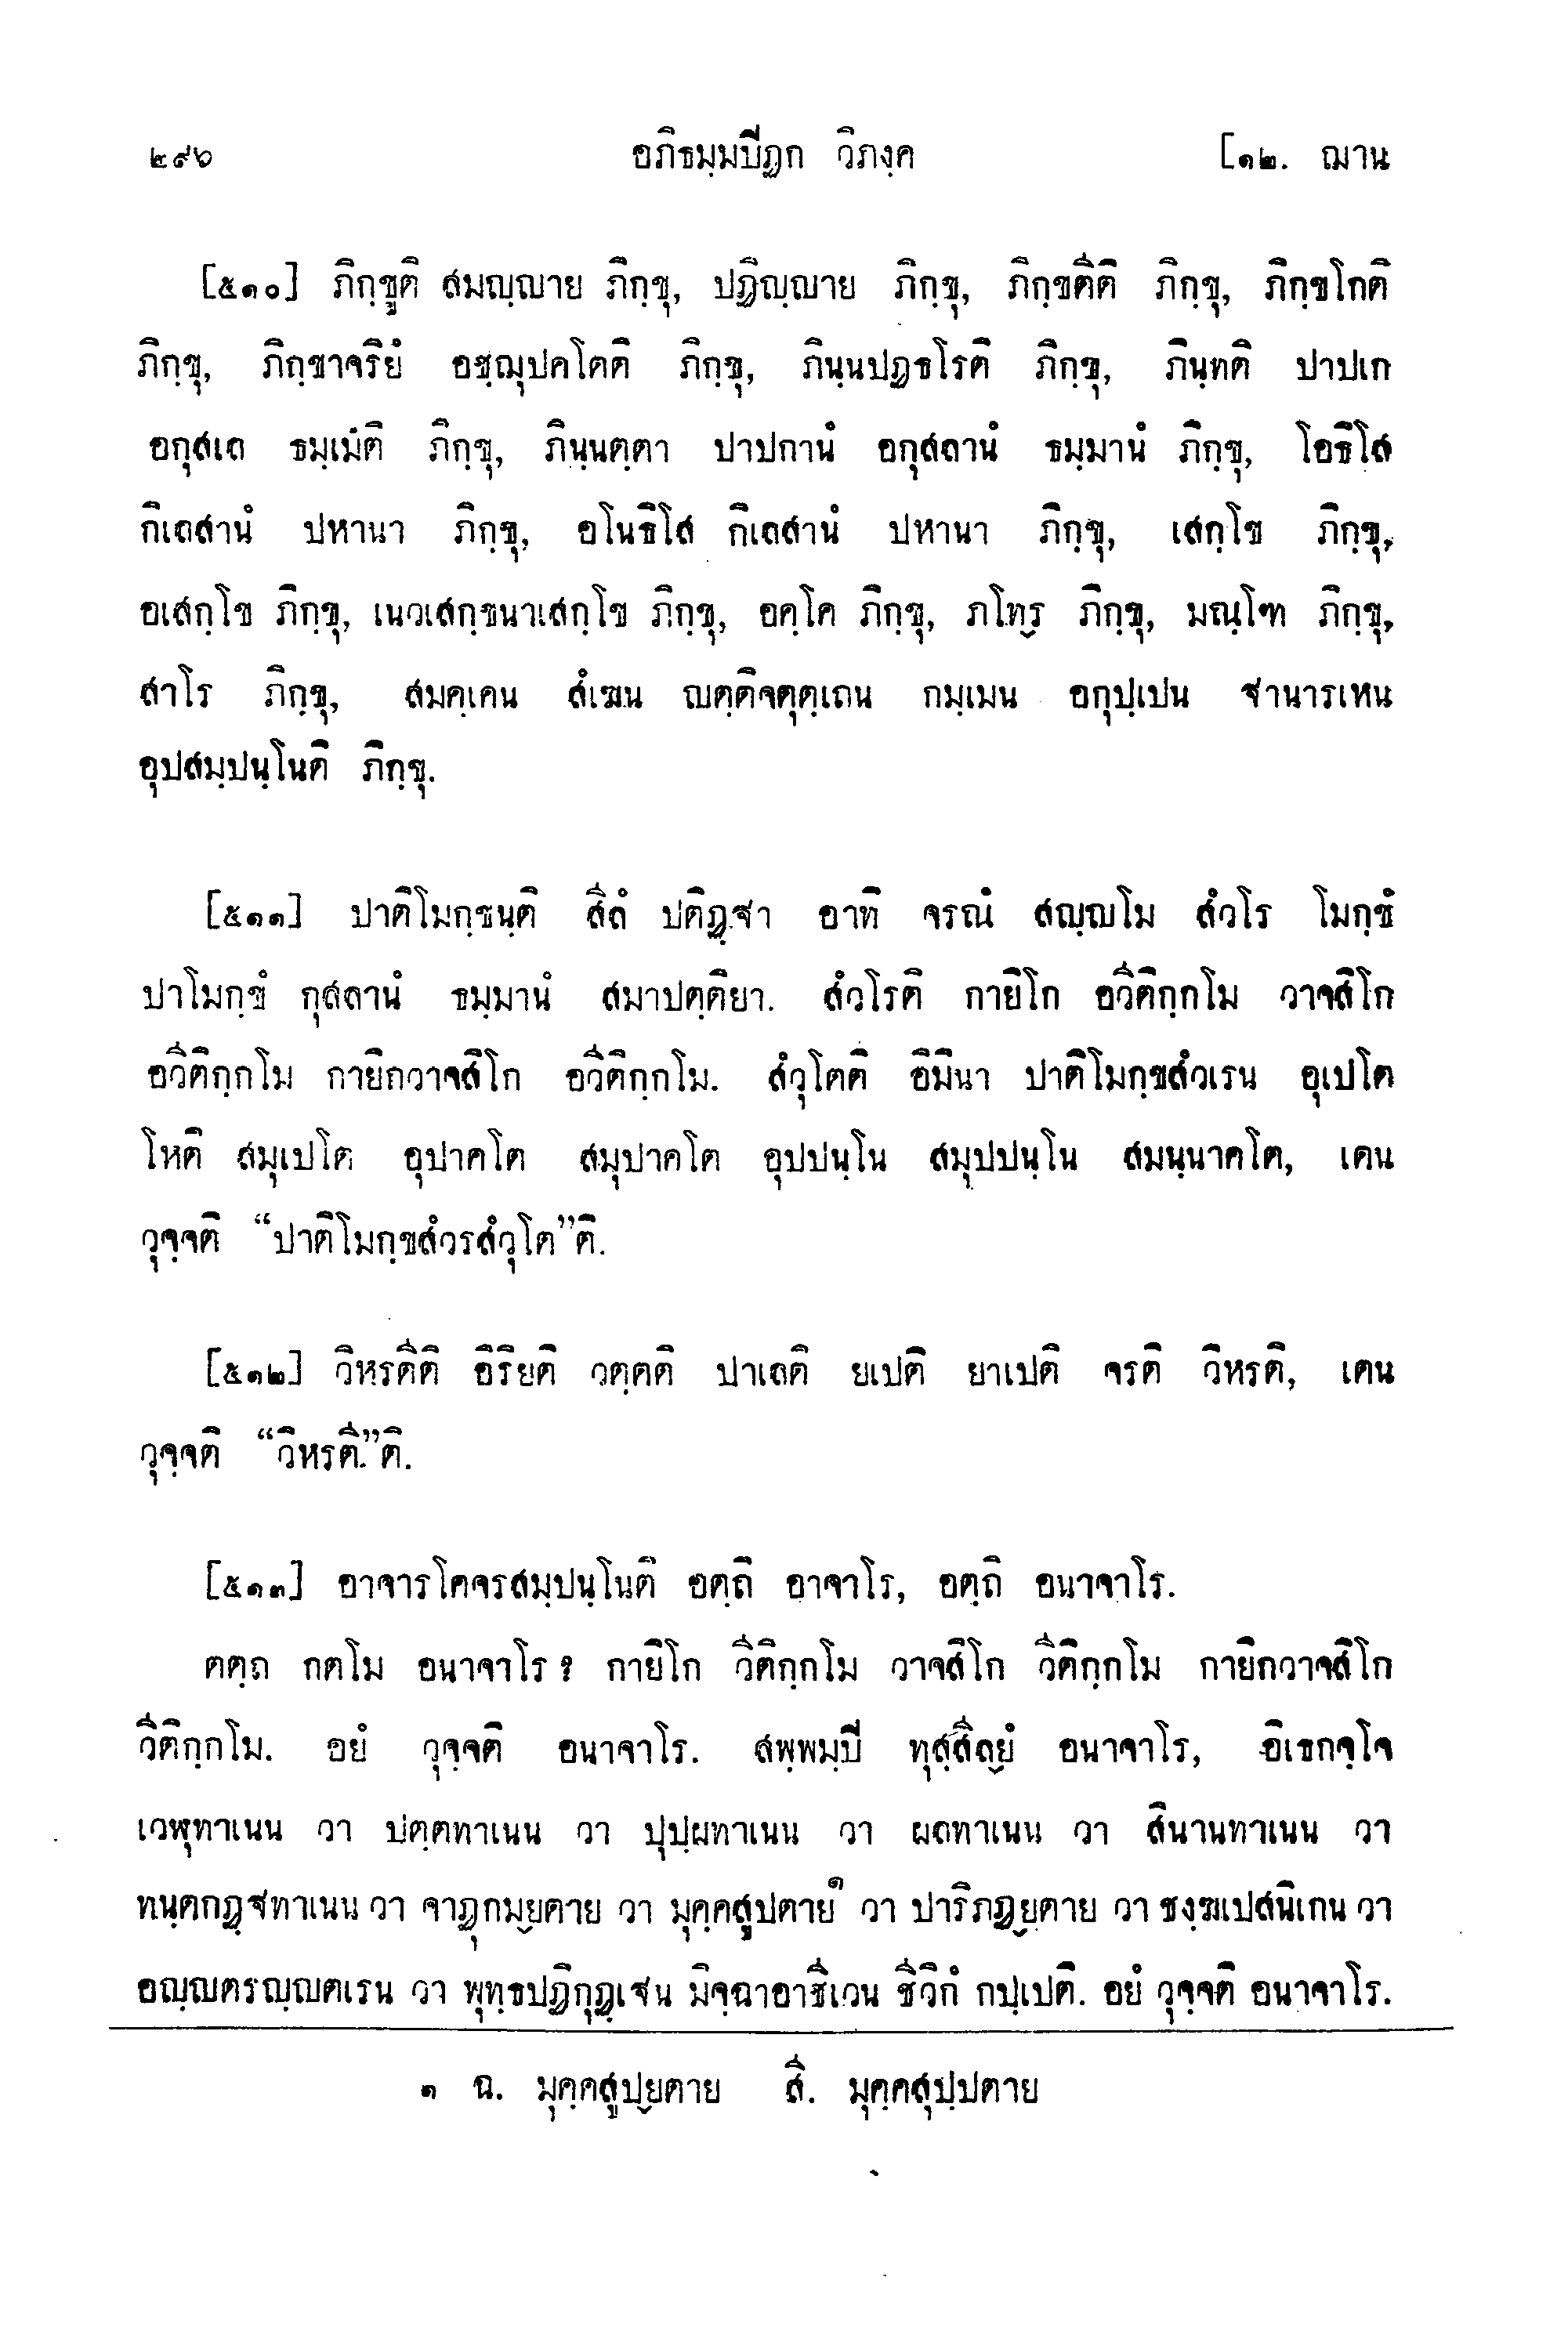 ๒๙๖ อภิธมฺมปีฏก วิภงฺค [๑๒. ฌาน
[๕๑๐] ภิกฺขูติ สมญฺญาย ภิกฺขุ, ปฏิญฺญาย ภิกฺขุ, ภิกฺขตีติ ภิกฺขุ, ภิกฺขโกติ
ภิกฺขุ, ภิกฺขาจริยํ อชฺฌุปคโตติ ภิกฺขุ, ภินฺนปฏธโรติ ภิกฺขุ, ภินฺทติ ปาปเก
อกุสเล ธมฺเมติ ภิกฺขุ, ภินฺนตฺตา ปาปกานํ อกุสลานํ ธมฺมานํ ภิกฺขุ, โอธิโส
กิเลสานํ ปหานา ภิกฺขุ, อโนธิโส กิเลสานํ ปหานา ภิกฺขุ, เสกฺโข ภิกฺขุ,
อเสกฺโข ภิกฺขุ, เนวเสกฺขนาเสกฺโข ภิกฺขุ, อคฺโค ภิกฺขุ, ภโทฺร ภิกฺขุ, มณฺโฑ ภิกฺขุ,
สาโร ภิกฺขุ, สมคฺเคน สํเฆน ญตฺติจตุตฺเถน กมฺเมน อกุปฺเปน ฐานารเหน
อุปสมฺปนฺโนติ ภิกฺขุ.
[๕๑๑] ปาติโมกฺขนฺติ สีลํ ปติฏฺฐา อาทิ จรณํ สญฺญโม สํวโร โมกฺขํ
ปาโมกฺขํ กุสลานํ ธมฺมานํ สมาปตฺติยา. สํวโรติ กายิโก อวีติกฺกโม วาจสิโก
อวีติกฺกโม กายิกวาจสิโก อวีติกฺกโม. สํวุโตติ อิมินา ปาติโมกฺขสํวเรน อุเปโต
โหติ สมุเปโต อุปาคโต สมุปาคโต อุปปนฺโน สมุปปนฺโน สมนฺนาคโต, เตน
วุจฺจติ “ปาติโมกฺขสํวรสํวุโต”ติ.
[๕๑๒] วิหรตีติ อิริยติ วตฺตติ ปาเลติ ยเปติ ยาเปติ จรติ วิหรติ, เตน
วุจฺจติ “วิหรตี”ติ.
[๕๑๓] อาจารโคจรสมฺปนฺโนติ อตฺถิ อาจาโร, อตฺถิ อนาจาโร.
ตตฺถ กตโม อนาจาโร? กายิโก วีติกฺกโม วาจสิโก วีติกฺกโม กายิกวาจสิโก
วีติกฺกโม. อยํ วุจฺจติ อนาจาโร. สพฺพมฺปิ ทุสฺสีลฺยํ อนาจาโร, อิเธกจฺโจ
เวฬุทาเนน วา ปตฺตทาเนน วา ปุปฺผทาเนน วา ผลทาเนน วา สินานทาเนน วา
ทนฺตกฏฺฐทาเนน วา จาฏุกมฺยตาย วา มุคฺคสูปตาย๑ วา ปาริภฏฺยตาย วา ชงฺฆเปสนิเกน วา
อญฺญตรญฺญตเรน วา พุทฺธปฏิกุฏฺเฐน มิจฺฉาอาชีเวน ชีวิกํ กปฺเปติ. อยํ วุจฺจติ อนาจาโร.
๑ ฉ. มุคฺคสูปฺยตาย สี. มุคฺคสุปฺปตาย